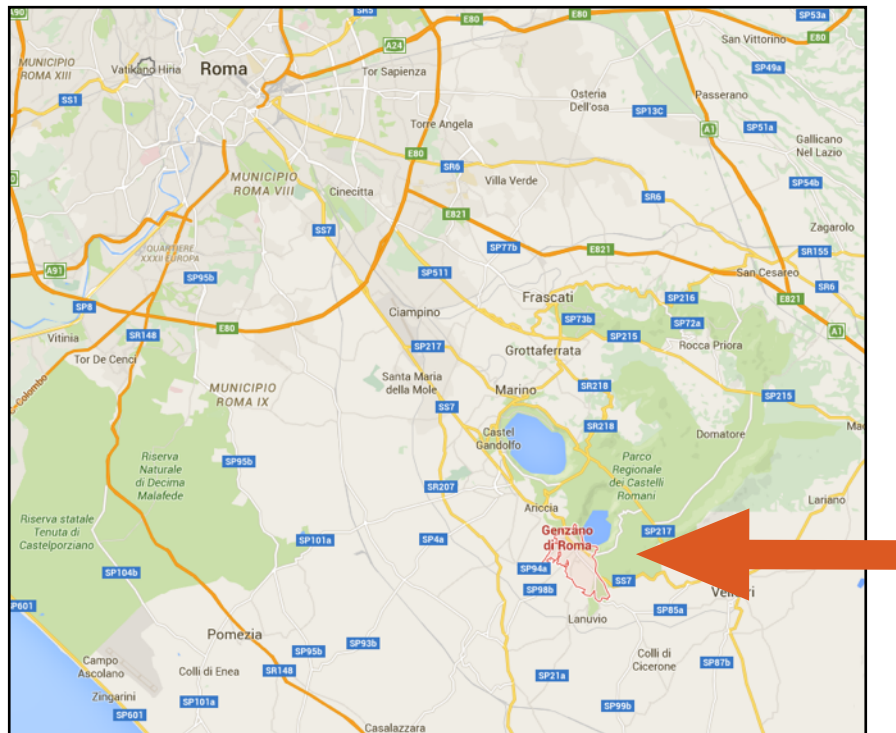 A90
SR5
E80
E80
SP53a
A24
San Vittorino
E80
MUNICIPIO
ROMA XIII
Vatikano Hiria
Roma
Tor Sapienza
SP49a
SS1
Osteria
Dell'osa
Passerano
SP13C
Torre Angela
A1
SP51a
Gallicano
Nel Lazio
E80
SR6
MUNICIPIO
ROMA VIII
Cinecitta
Villa Verde
SP54b
SR6
E821
SS7
Zagarolo
QUARTIERE
XXXII EUROPA
SP77b
E821
SR155
A91
SP95b
SP511
San Cesareo
SR6
SP8
Frascati
SP216
E821
Ciampino
SP73b
SP72a
E80
A1
Vitinia
SR148
SP217
SP215
Rocca Priora
Tor De Cenci
Grottaferrata
Santa Maria
della Mole
Marino
SR218
MUNICIPIO
ROMA IX
SP215
C-Colombo
SS7
SR218
Castel
Gandolfo
Domatore
Riserva
Naturale
di Decima
Malafede
SP95b
Parco
Regionale
dei Castelli
Romani
SR207
Lariano
Ariccia
Riserva statale
Tenuta di
Castelporziano
Genzano
di Roma
SP217
SP101a
SP4a
SP94a
SP104b
SS7
SP98b
SP601
SP85a
Lanuvio
Pomezia
SP93b
SP95b
Colli di
Cicerone
SP87b
Campo
Ascolano
Colli di Enea
SR148
SP21a
Zingarini
SP101a
SP99b
SP601
Casalazzara